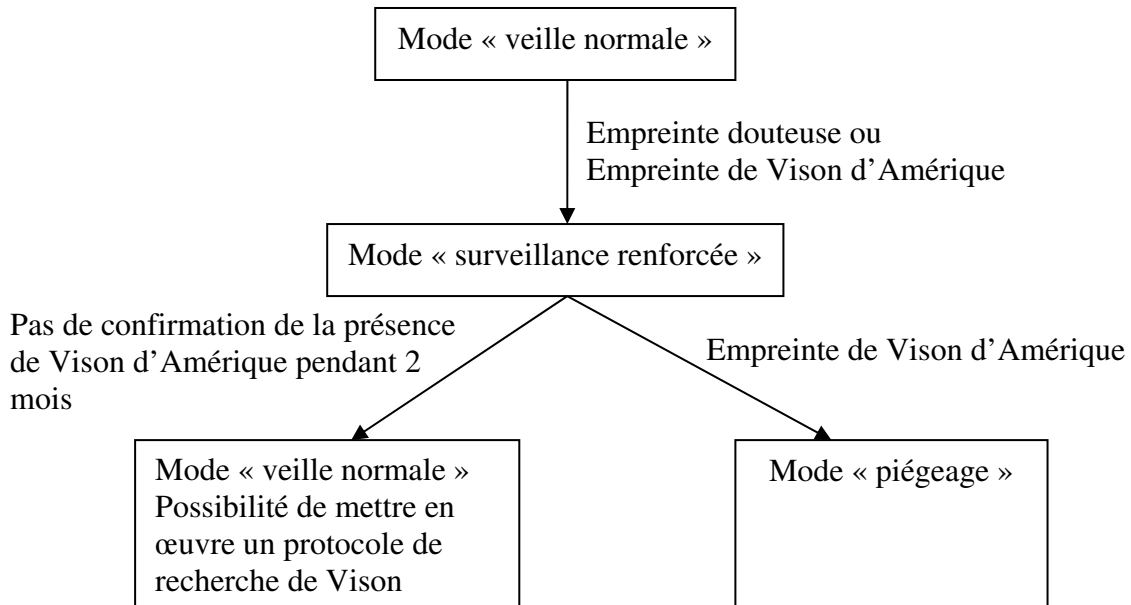 Mode « veille normale »
Empreinte douteuse ou
Empreinte de Vison d’Amérique
Mode « surveillance renforcée »
Pas de confirmation de la présence
de Vison d’Amérique pendant 2
mois
Empreinte de Vison d’Amérique
Mode « veille normale »
Possibilité de mettre en
œuvre un protocole de
recherche de Vison
Mode « piégeage »